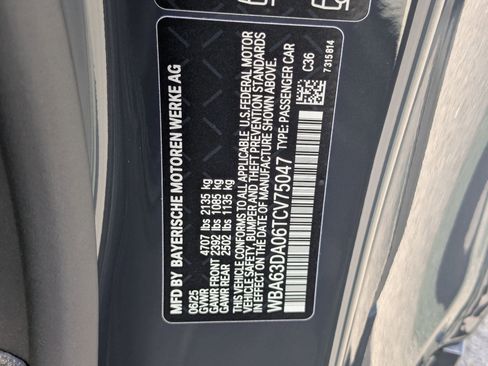 MFD BY BAYERISCHE MOTOREN WERKE AG
06/25
GVWR 4707 lbs 2135 kg
GAWR FRONT 2392 lbs 1085 kg
GAWR REAR 2502 lbs 1135 kg
THIS VEHICLE CONFORMS TO ALL APPLICABLE U.S. FEDERAL MOTOR
VEHICLE SAFETY, BUMPER AND THEFT PREVENTION STANDARDS
IN EFFECT ON THE DATE OF MANUFACTURE SHOWN ABOVE.
WBA63DA06TCV75047 TYPE: PASSENGER CAR
C36
7315814